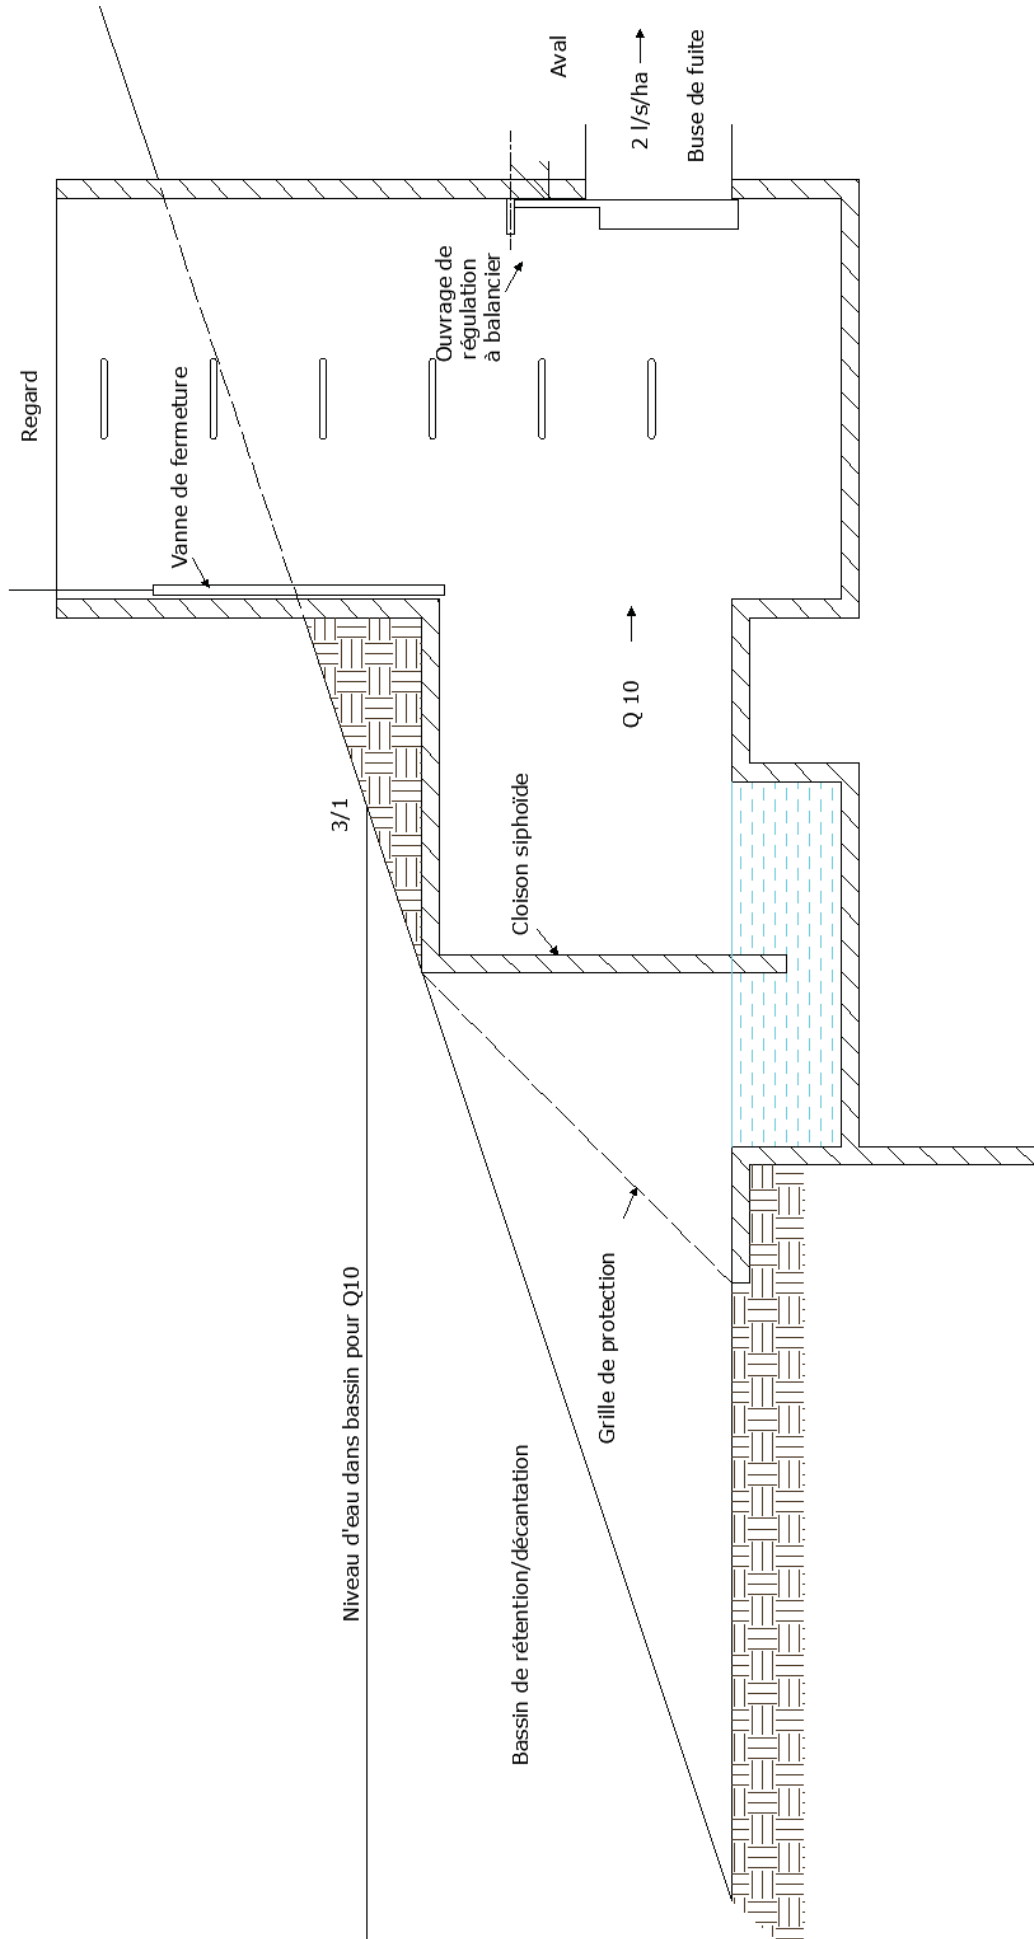 Regard
Vanne de fermeture
Ouvrage de
régulation
à balancier
Aval
2 l/s/ha
Buse de fuite
3/1
Cloison siphoïde
Q 10
Niveau d'eau dans bassin pour Q10
Bassin de rétention/décantation
Grille de protection